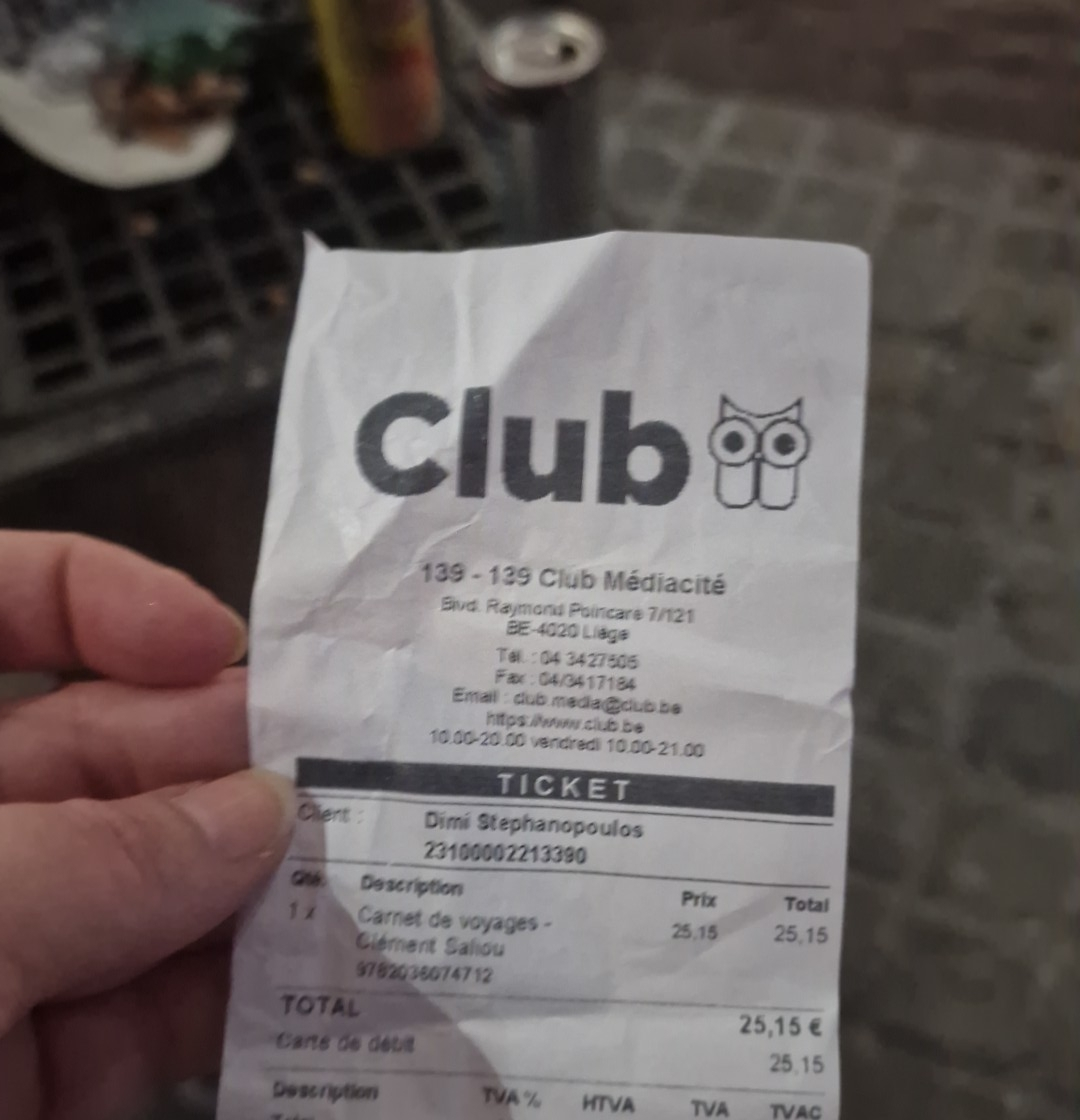 Club
139 - 139 Club Médiacité
Blvd. Raymond Poincare 7/121
BE-4020 Liège
Tel. : 04 3427505
Fax : 04/3417184
Email : club.media@club.be
https://www.club.be
10.00-20.00 vendredi 10.00-21.00
TICKET
Client : Dimi Stephanopoulos
23100002213390
Qté. Description Prix Total
1 x Carnet de voyages - 25,15 25,15
Clément Saliou
9782036074712
TOTAL 25,15 €
Carte de débit 25,15
Description TVA % HTVA TVA TVAC